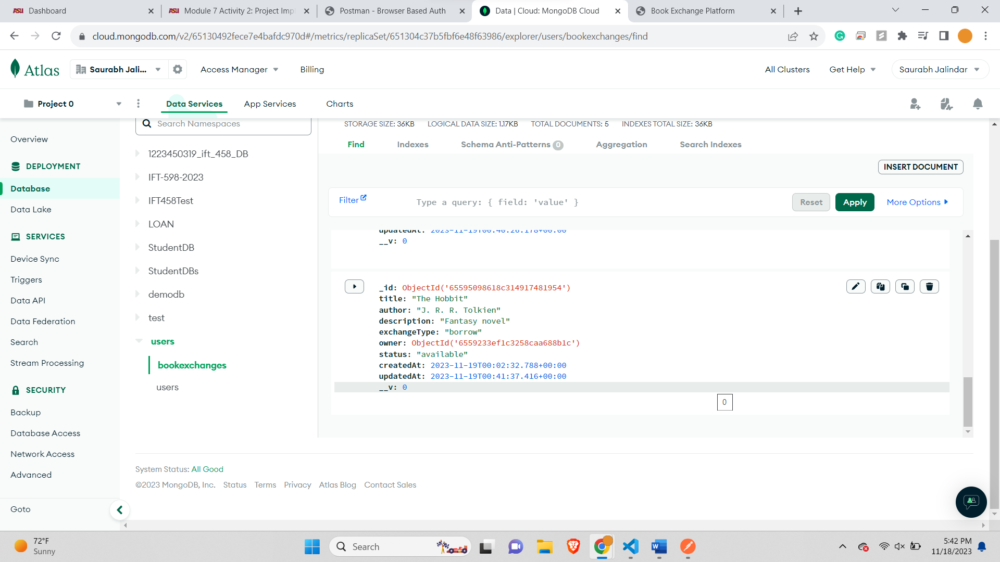 Dashboard
Module 7 Activity 2: Project Impl
Postman - Browser Based Auth
Data | Cloud: MongoDB Cloud
Book Exchange Platform
cloud.mongodb.com/v2/65130492fece7e4bafdc970d#/metrics/replicaSet/651304c37b5fbf6e48f63986/explorer/users/bookexchanges/find
Atlas
Saurabh Jali...
Access Manager
Billing
All Clusters
Get Help
Saurabh Jalindar
Project 0
Data Services
App Services
Charts
Overview
DEPLOYMENT
Database
Data Lake
SERVICES
Device Sync
Triggers
Data API
Data Federation
Search
Stream Processing
SECURITY
Backup
Database Access
Network Access
Advanced
Goto
Search Namespaces
1223450319_ift_458_DB
IFT-598-2023
IFT458Test
LOAN
StudentDB
StudentDBs
demodb
test
users
bookexchanges
users
STORAGE SIZE: 36KB LOGICAL DATA SIZE: 1.17KB TOTAL DOCUMENTS: 5 INDEXES TOTAL SIZE: 36KB
Find Indexes Schema Anti-Patterns 0 Aggregation Search Indexes
INSERT DOCUMENT
Filter Type a query: { field: 'value' } Reset Apply More Options
updatedAt: 2023-11-19T00:40:26.178+00:00
__v: 0
_id: ObjectId('65595098618c314917481954')
title: "The Hobbit"
author: "J. R. R. Tolkien"
description: "Fantasy novel"
exchangeType: "borrow"
owner: ObjectId('6559233ef1c3258caa688b1c')
status: "available"
createdAt: 2023-11-19T00:02:32.788+00:00
updatedAt: 2023-11-19T00:41:37.416+00:00
__v: 0
0
System Status: All Good
©2023 MongoDB, Inc. Status Terms Privacy Atlas Blog Contact Sales
72°F
Sunny
Search
5:42 PM
11/18/2023